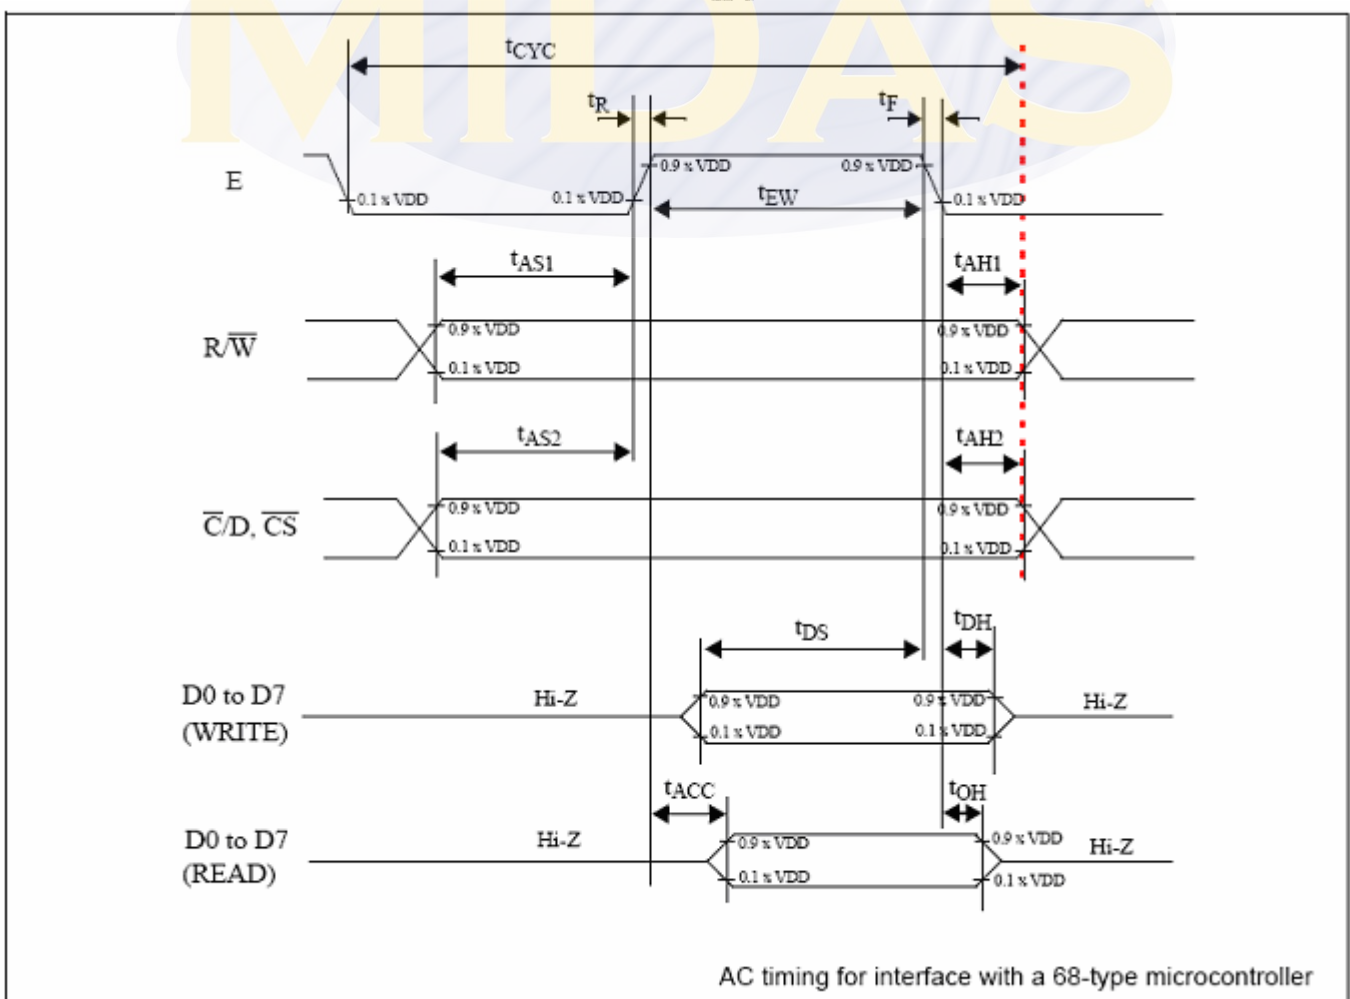 MIDAS
tCYC
tR
tF
E
0.1 x VDD
0.1 x VDD
0.9 x VDD
0.9 x VDD
0.1 x VDD
tEW
tAS1
tAH1
R/W̅
0.9 x VDD
0.9 x VDD
0.1 x VDD
0.1 x VDD
tAS2
tAH2
C̅/D, C̅S̅
0.9 x VDD
0.9 x VDD
0.1 x VDD
0.1 x VDD
tDS
tDH
D0 to D7
(WRITE)
Hi-Z
0.9 x VDD
0.9 x VDD
0.1 x VDD
0.1 x VDD
Hi-Z
tACC
tOH
D0 to D7
(READ)
Hi-Z
0.9 x VDD
0.9 x VDD
0.1 x VDD
0.1 x VDD
Hi-Z
AC timing for interface with a 68-type microcontroller